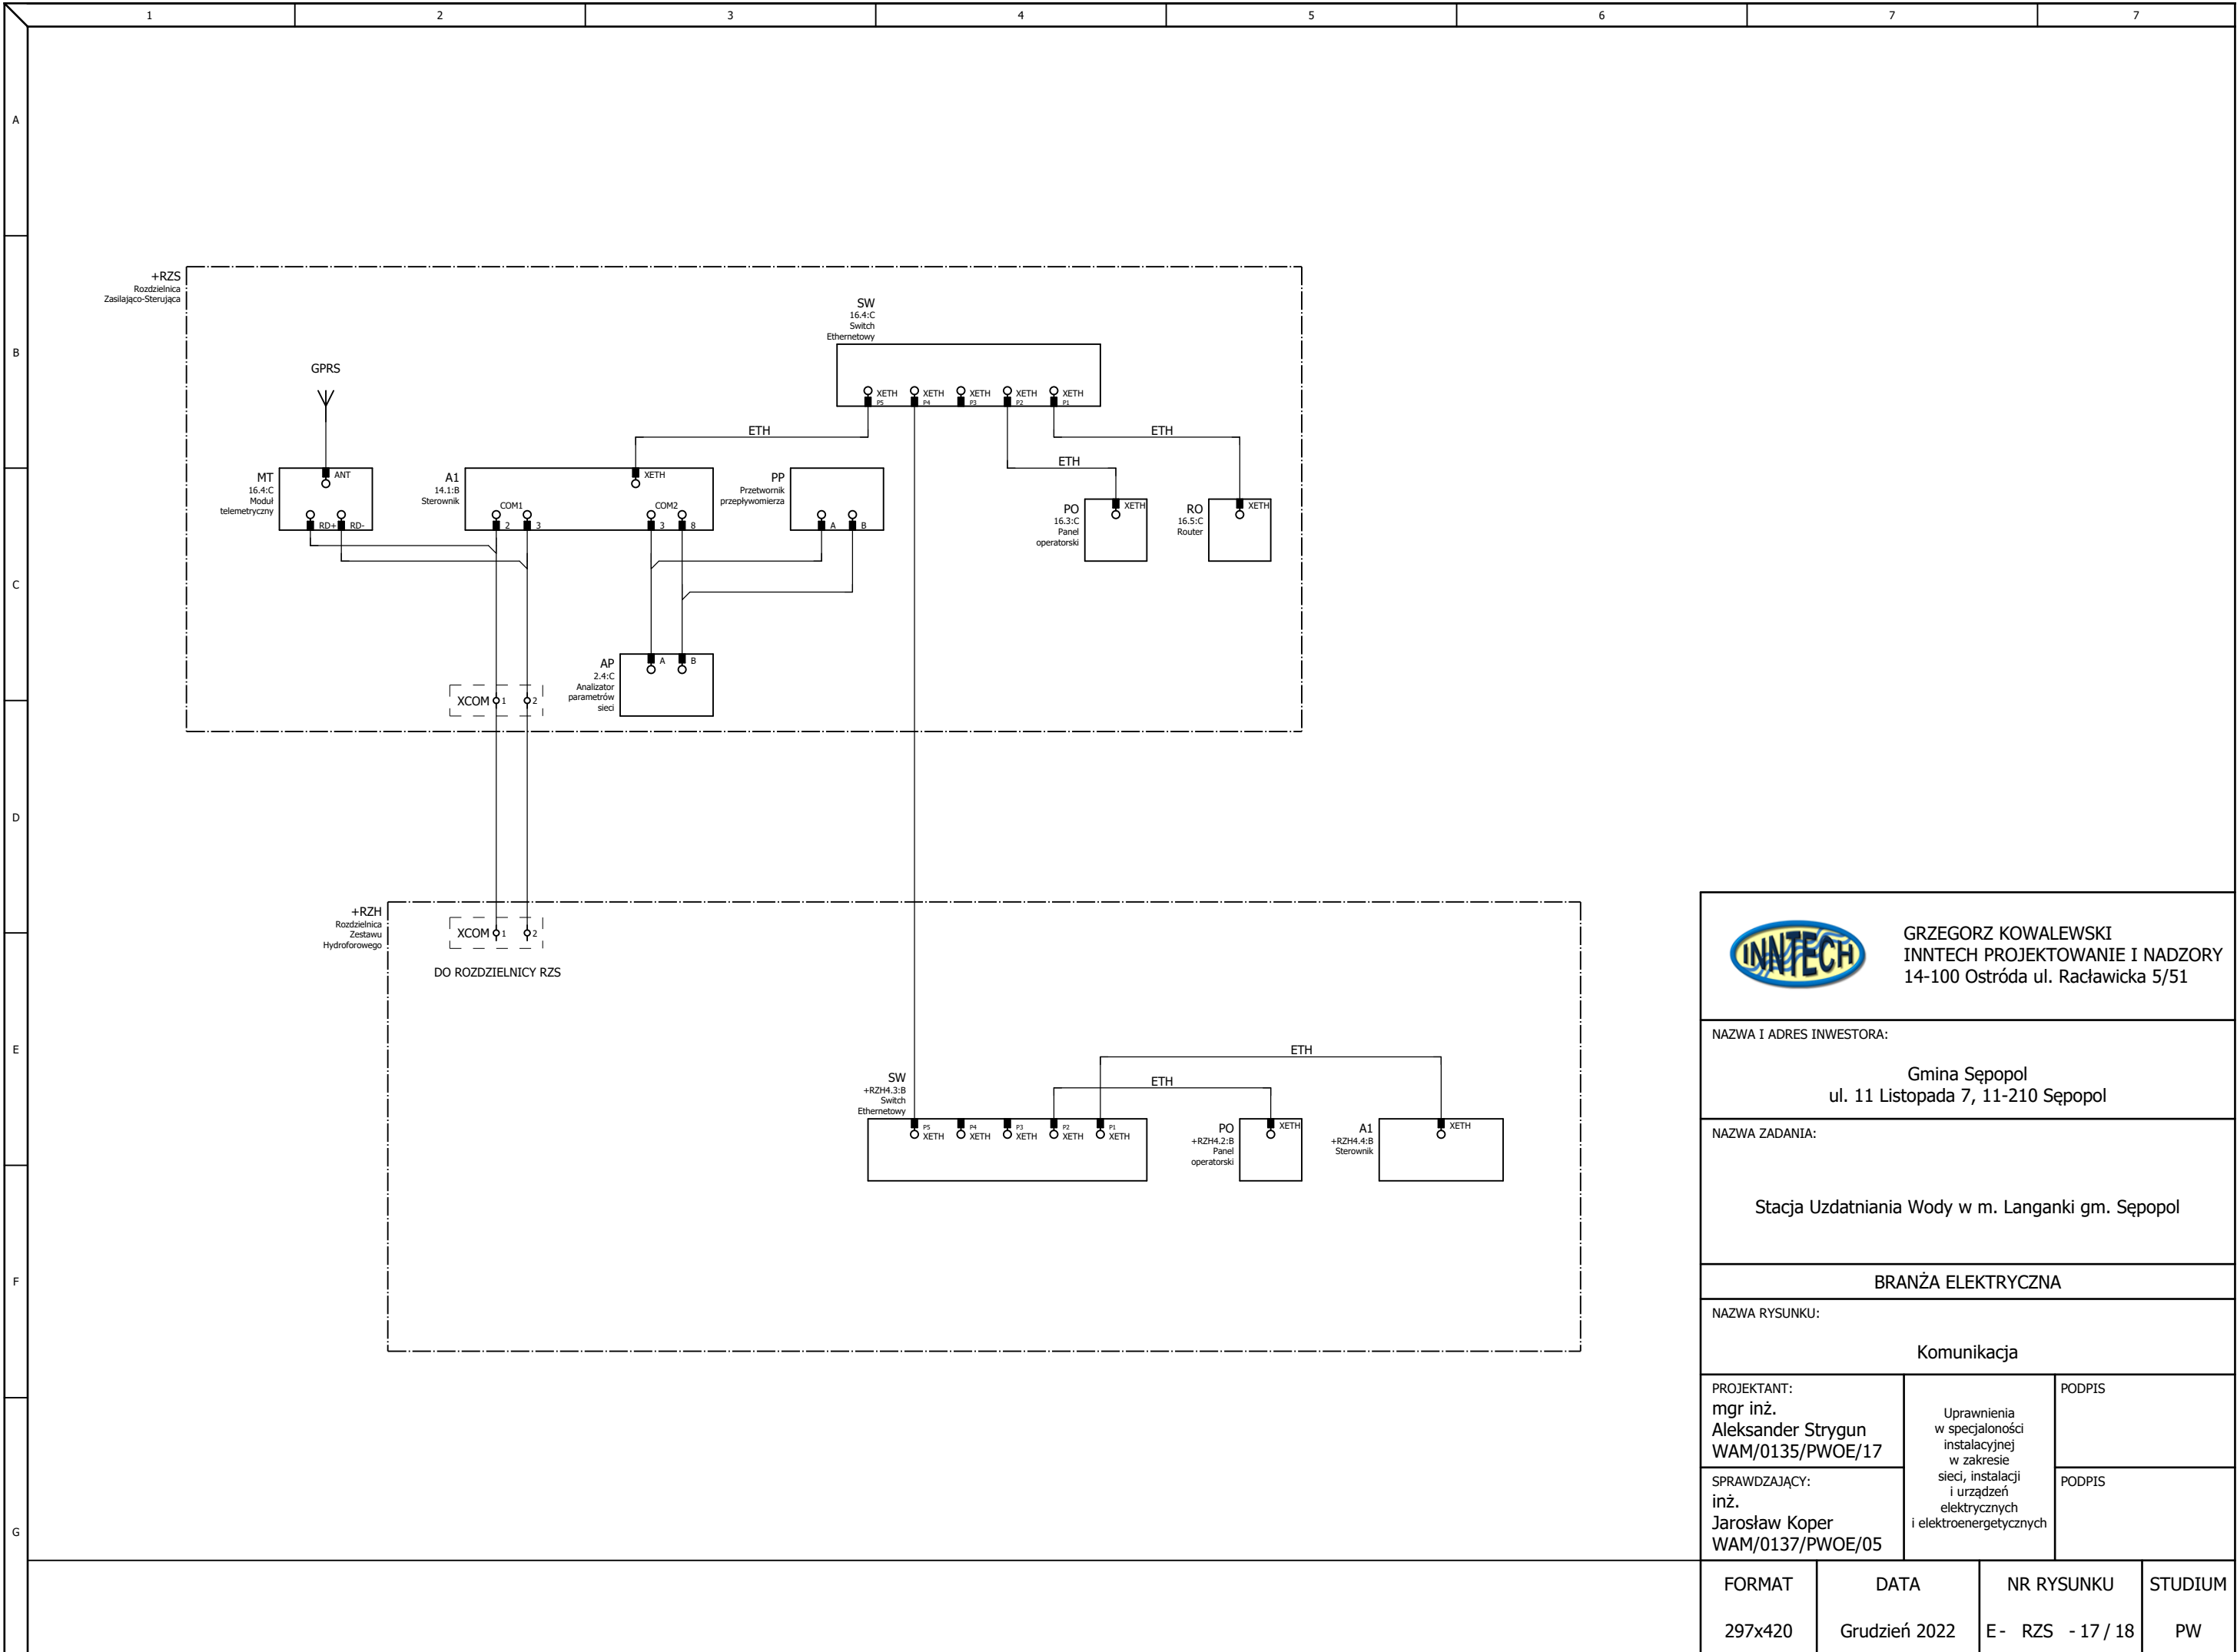 1 2 3 4 5 6 7 7
A
B
C
D
E
F
G
+RZS
Rozdzielnica
Zasilająco-Sterująca
GPRS
SW
16.4:C
Switch
Ethernetowy
XETH XETH XETH XETH XETH
P5 P4 P3 P2 P1
ETH
ETH
ETH
MT
16.4:C
Moduł
telemetryczny
ANT
RD+ RD-
A1
14.1:B
Sterownik
XETH
COM1
COM2
2 3
3 8
PP
Przetwornik
przepływomierza
A B
PO
16.3:C
Panel
operatorski
XETH
RO
16.5:C
Router
XETH
AP
2.4:C
Analizator
parametrów
sieci
A B
XCOM 1 2
+RZH
Rozdzielnica
Zestawu
Hydroforowego
XCOM 1 2
DO ROZDZIELNICY RZS
ETH
ETH
SW
+RZH4.3:B
Switch
Ethernetowy
P5 P4 P3 P2 P1
XETH XETH XETH XETH XETH
PO
+RZH4.2:B
Panel
operatorski
XETH
A1
+RZH4.4:B
Sterownik
XETH
INNTECH
GRZEGORZ KOWALEWSKI
INNTECH PROJEKTOWANIE I NADZORY
14-100 Ostróda ul. Racławicka 5/51
NAZWA I ADRES INWESTORA:
Gmina Sępopol
ul. 11 Listopada 7, 11-210 Sępopol
NAZWA ZADANIA:
Stacja Uzdatniania Wody w m. Langanki gm. Sępopol
BRANŻA ELEKTRYCZNA
NAZWA RYSUNKU:
Komunikacja
PROJEKTANT:
mgr inż.
Aleksander Strygun
WAM/0135/PWOE/17
Uprawnienia
w specjaloności
instalacyjnej
w zakresie
sieci, instalacji
i urządzeń
elektrycznych
i elektroenergetycznych
PODPIS
SPRAWDZAJĄCY:
inż.
Jarosław Koper
WAM/0137/PWOE/05
PODPIS
FORMAT DATA NR RYSUNKU STUDIUM
297x420 Grudzień 2022 E- RZS - 17 / 18 PW